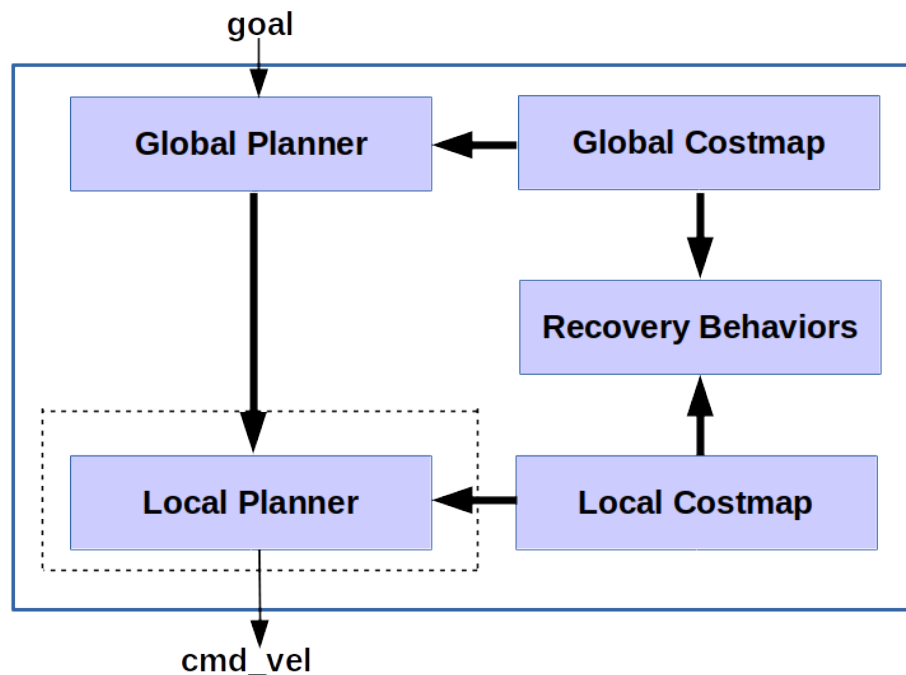 goal
Global Planner
Global Costmap
Recovery Behaviors
Local Planner
Local Costmap
cmd_vel